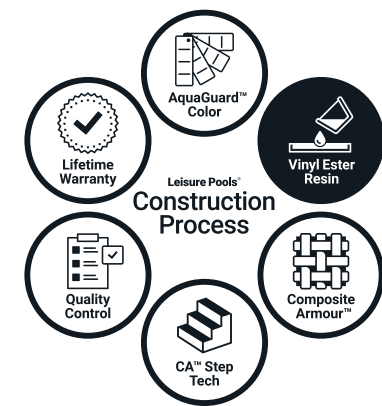 AquaGuard™
Color
Lifetime
Warranty
Vinyl Ester
Resin
Leisure Pools®
Construction
Process
Quality
Control
Composite
Armour™
CA™ Step
Tech